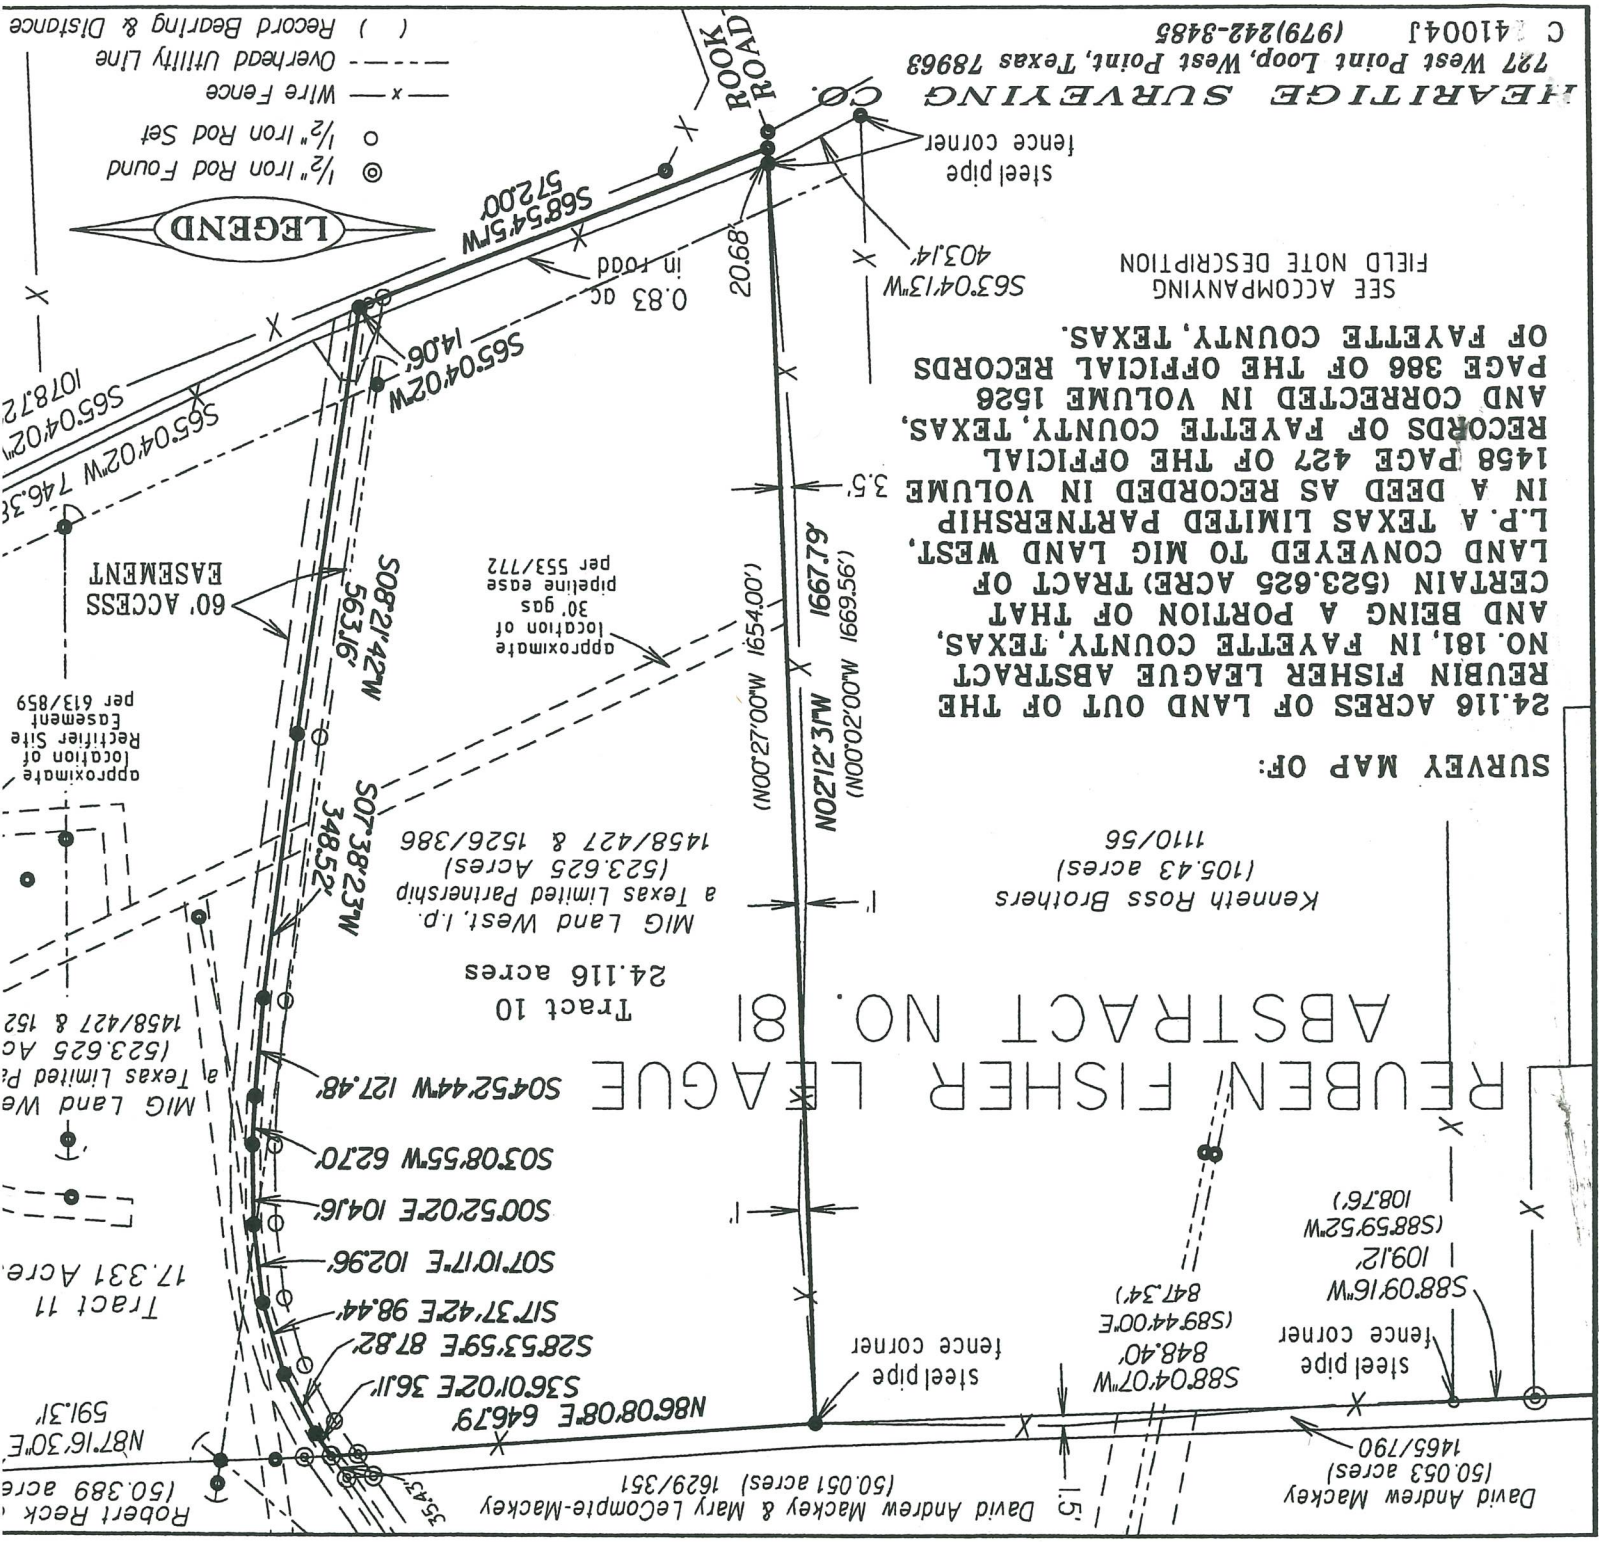 David Andrew Mackey
(50.053 acres)
1465/790
1.5'
David Andrew Mackey & Mary LeCompte-Mackey
(50.051 acres) 1629/351
35.43'
Robert Reck
(50.389 acre
N87°16'30"E
591.31'
steel pipe
fence corner
S88°09'16"W
109.12'
(S88°59'52"W
108.76')
S88°04'07"W
848.40'
(S89°44'00"E
847.34')
steel pipe
fence corner
N86°08'08"E 646.79'
S36°01'02"E 36.11'
S28°53'59"E 87.82'
S17°37'42"E 98.44'
S07°10'17"E 102.96'
S00°52'02"E 104.16'
S03°08'55"W 62.70'
S04°52'44"W 127.48'
1'
Tract 11
17.331 Acre
MIG Land We
a Texas Limited Pa
(523.625 Ac
1458/427 & 152
REUBEN FISHER LEAGUE
ABSTRACT NO. 181
Tract 10
24.116 acres
MIG Land West, l.p.
a Texas Limited Partnership
(523.625 Acres)
1458/427 & 1526/386
Kenneth Ross Brothers
(105.43 acres)
1110/56
1'
S07°38'23"W
348.52'
SURVEY MAP OF:
24.116 ACRES OF LAND OUT OF THE
REUBIN FISHER LEAGUE ABSTRACT
NO. 181, IN FAYETTE COUNTY, TEXAS,
AND BEING A PORTION OF THAT
CERTAIN (523.625 ACRE) TRACT OF
LAND CONVEYED TO MIG LAND WEST,
L.P. A TEXAS LIMITED PARTNERSHIP
IN A DEED AS RECORDED IN VOLUME
1458 PAGE 427 OF THE OFFICIAL
RECORDS OF FAYETTE COUNTY, TEXAS,
AND CORRECTED IN VOLUME 1526
PAGE 386 OF THE OFFICIAL RECORDS
OF FAYETTE COUNTY, TEXAS.
SEE ACCOMPANYING
FIELD NOTE DESCRIPTION
N02°12'31"W 1667.79'
(N00°02'00"W 1669.56')
(N00°27'00"W 1654.00')
3.5'
approximate
location of
30' gas
pipeline ease
per 553/772
S08°21'42"W
563.16'
approximate
location of
Rectifier Site
Easement
per 613/859
60' ACCESS
EASEMENT
S65°04'02"W 746.38
S65°04'02"
1078.72
S65°04'02"W
14.06'
0.83 ac
in road
S68°54'51"W
572.00'
20.68'
S63°04'13"W
403.14'
steel pipe
fence corner
ROOK
ROAD
HEARITIGE SURVEYING CO.
727 West Point Loop, West Point, Texas 78963
C 41004J (979)242-3485
LEGEND
1/2" Iron Rod Found
1/2" Iron Rod Set
Wire Fence
Overhead Utility Line
( ) Record Bearing & Distance